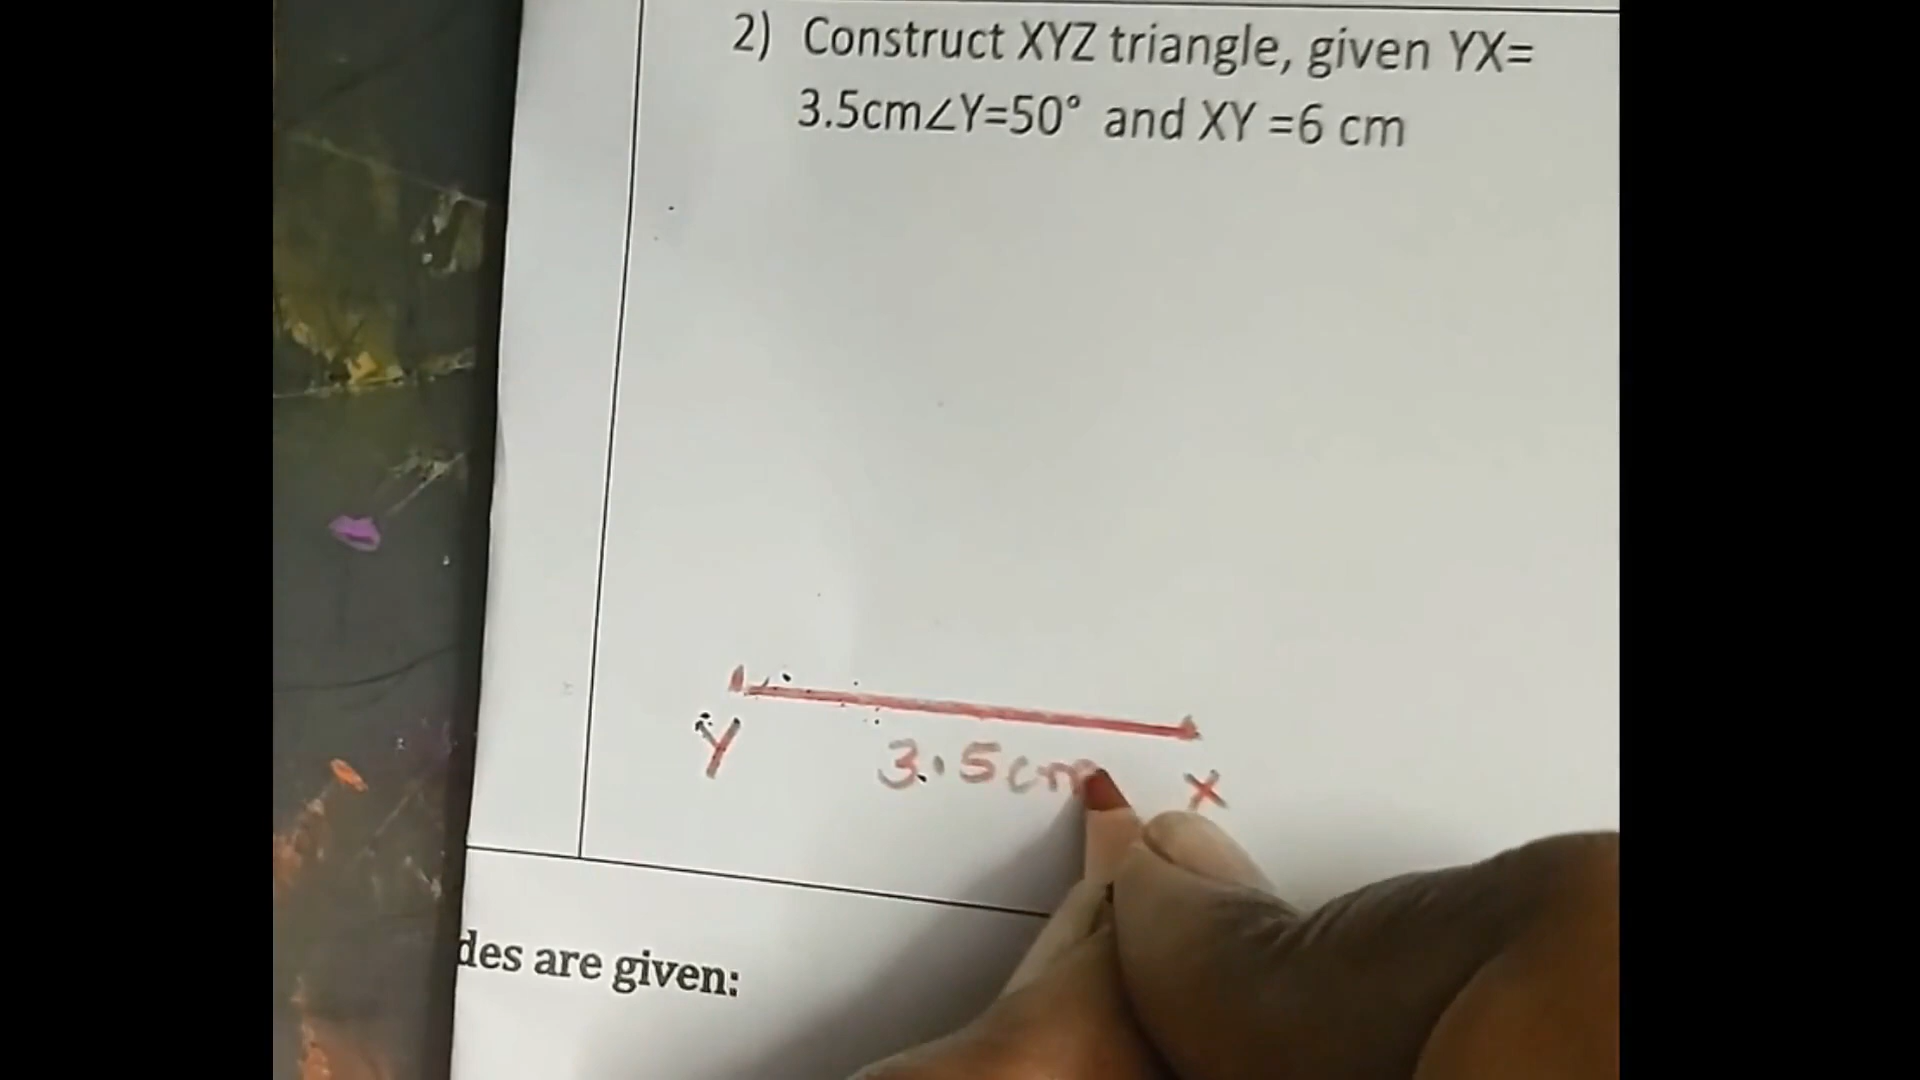 2) Construct XYZ triangle, given YX=
3.5cm∠Y=50° and XY =6 cm
Y 3.5cm X
des are given: